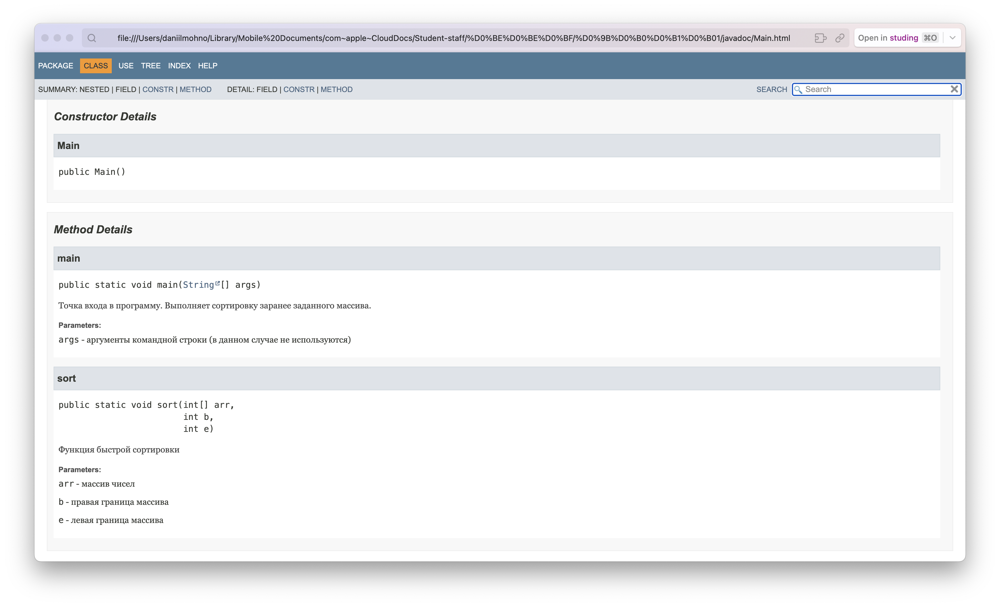 file:///Users/daniilmohno/Library/Mobile%20Documents/com~apple~CloudDocs/Student-staff/%D0%BE%D0%BE%D0%BF/%D0%9B%D0%B0%D0%B1%D0%B01/javadoc/Main.html Open in studing ⌘O
PACKAGE CLASS USE TREE INDEX HELP
SUMMARY: NESTED | FIELD | CONSTR | METHOD DETAIL: FIELD | CONSTR | METHOD SEARCH Search
Constructor Details
Main
public Main()
Method Details
main
public static void main(String[] args)
Точка входа в программу. Выполняет сортировку заранее заданного массива.
Parameters:
args - аргументы командной строки (в данном случае не используются)
sort
public static void sort(int[] arr,
int b,
int e)
Функция быстрой сортировки
Parameters:
arr - массив чисел
b - правая граница массива
e - левая граница массива